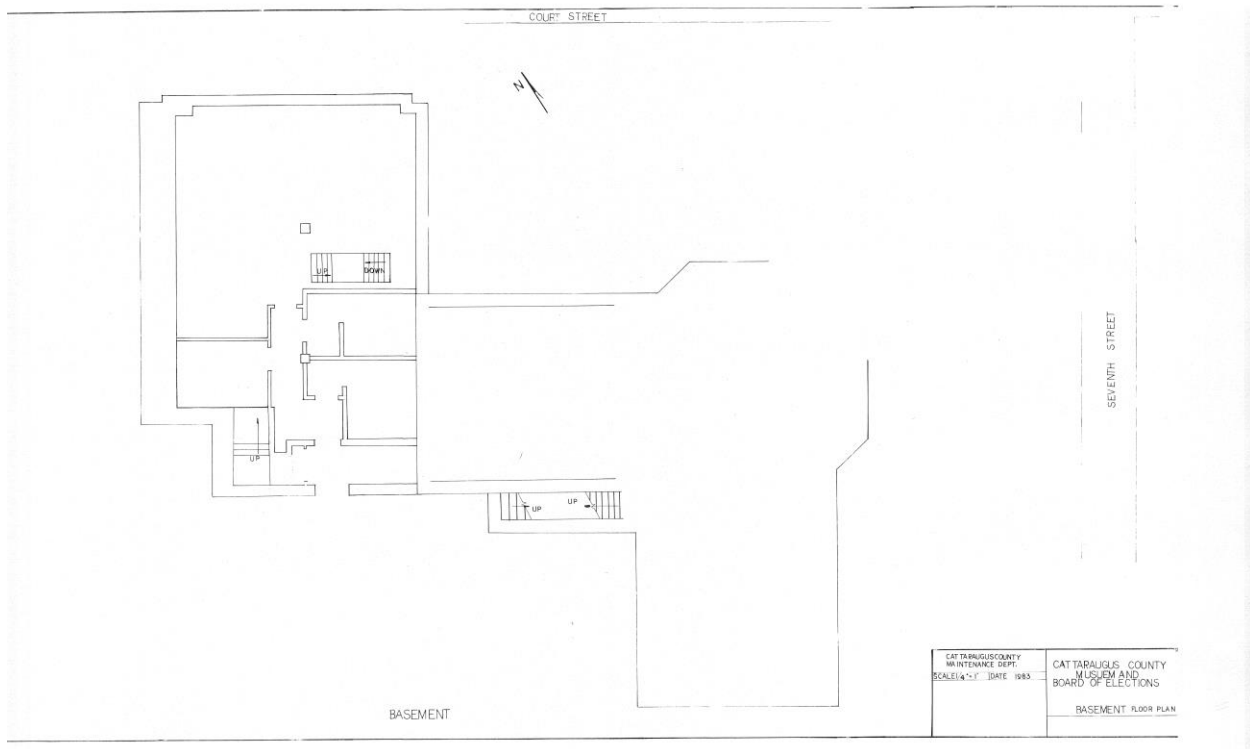 COURT STREET
N
UP
DOWN
SEVENTH STREET
UP
UP
UP
CATTARAUGUS COUNTY
MAINTENANCE DEPT.
SCALE 1/4"=1' DATE 1983
CATTARAUGUS COUNTY
MUSUEM AND
BOARD OF ELECTIONS
BASEMENT FLOOR PLAN
BASEMENT